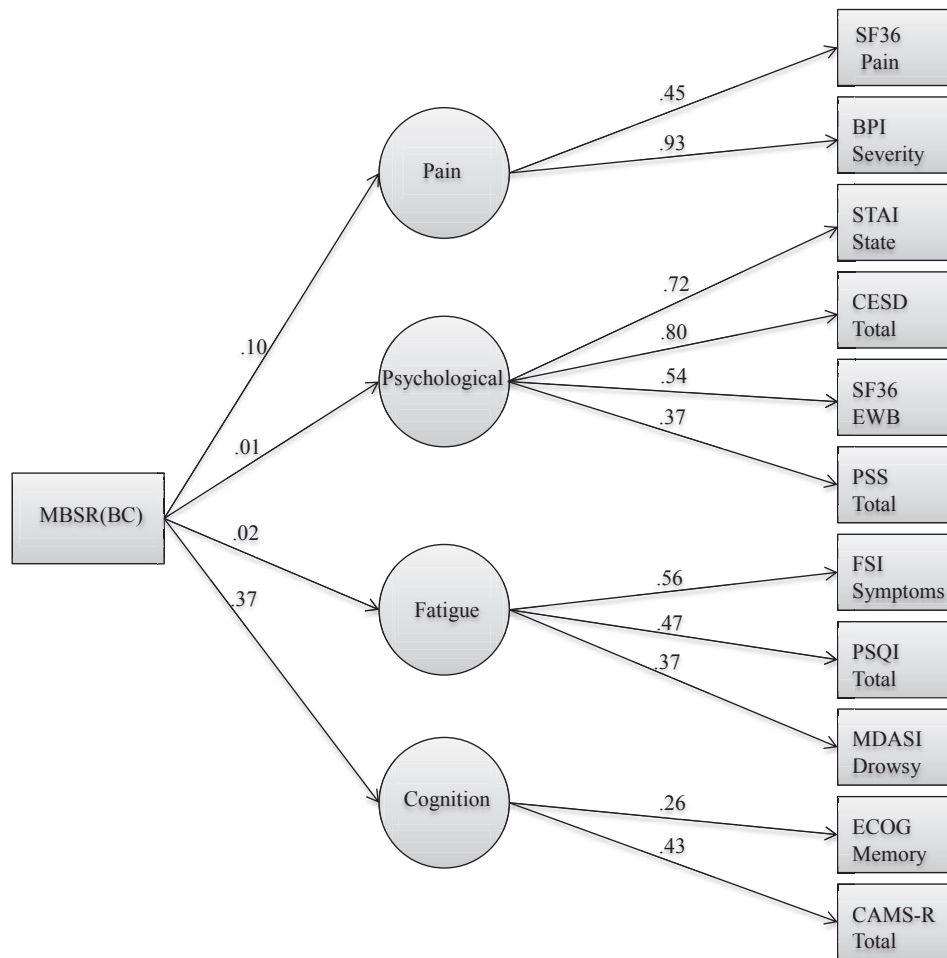 SF36
Pain
.45
BPI
Severity
.93
Pain
STAI
State
.72
CESD
Total
.80
.10
Psychological
.54
SF36
EWB
.37
.01
PSS
Total
MBSR(BC)
.02
FSI
Symptoms
.56
.37
Fatigue
.47
PSQI
Total
.37
MDASI
Drowsy
Cognition
.26
ECOG
Memory
.43
CAMS-R
Total